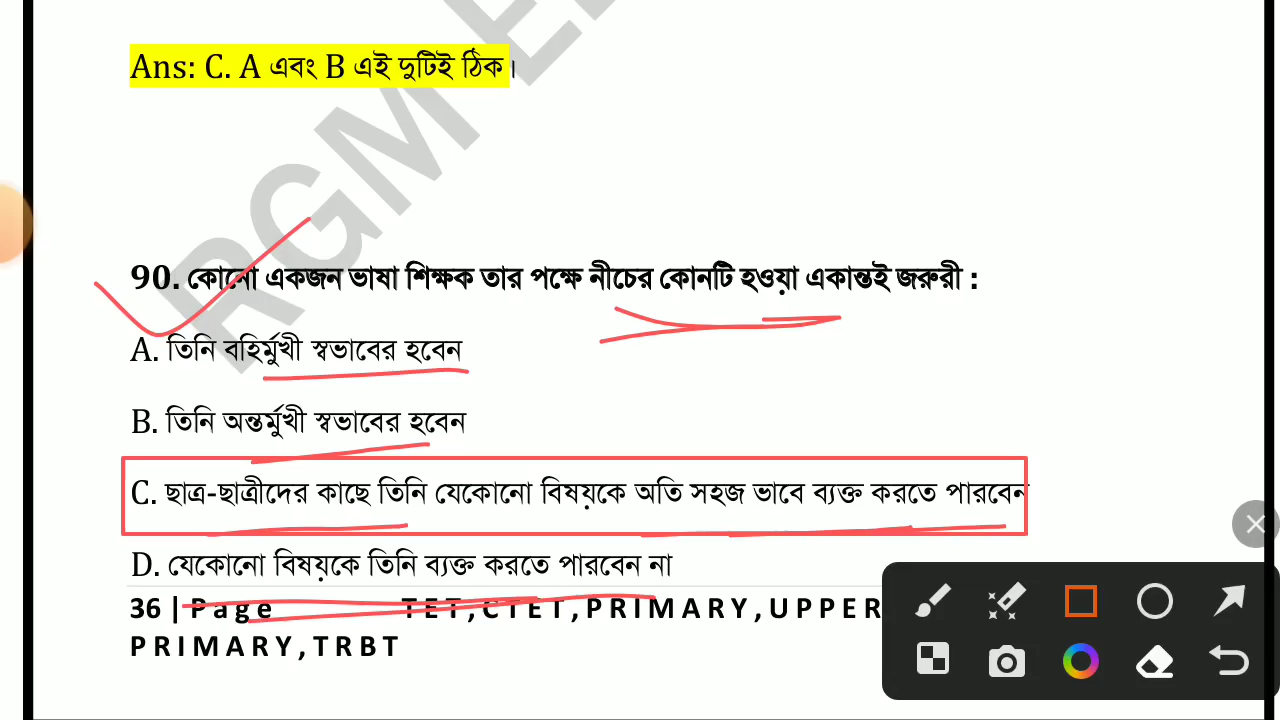 Ans: C. A এবং B এই দুটিই ঠিক।
RGM E
90. কোনো একজন ভাষা শিক্ষক তার পক্ষে নীচের কোনটি হওয়া একান্তই জরুরী :
A. তিনি বহির্মুখী স্বভাবের হবেন
B. তিনি অন্তর্মুখী স্বভাবের হবেন
C. ছাত্র-ছাত্রীদের কাছে তিনি যেকোনো বিষয়কে অতি সহজ ভাবে ব্যক্ত করতে পারবেন
D. যেকোনো বিষয়কে তিনি ব্যক্ত করতে পারবেন না
36 | Page TET,CTET,PRIMARY,UPPER
PRIMARY,TRBT